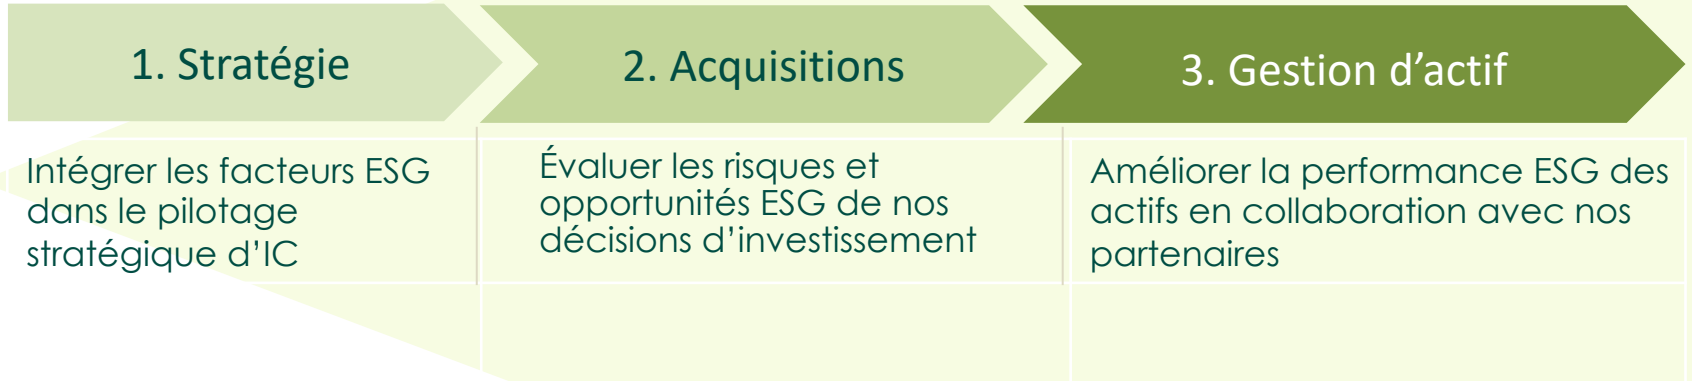 1. Stratégie
2. Acquisitions
3. Gestion d’actif
Intégrer les facteurs ESG
dans le pilotage
stratégique d’IC
Évaluer les risques et
opportunités ESG de nos
décisions d’investissement
Améliorer la performance ESG des
actifs en collaboration avec nos
partenaires